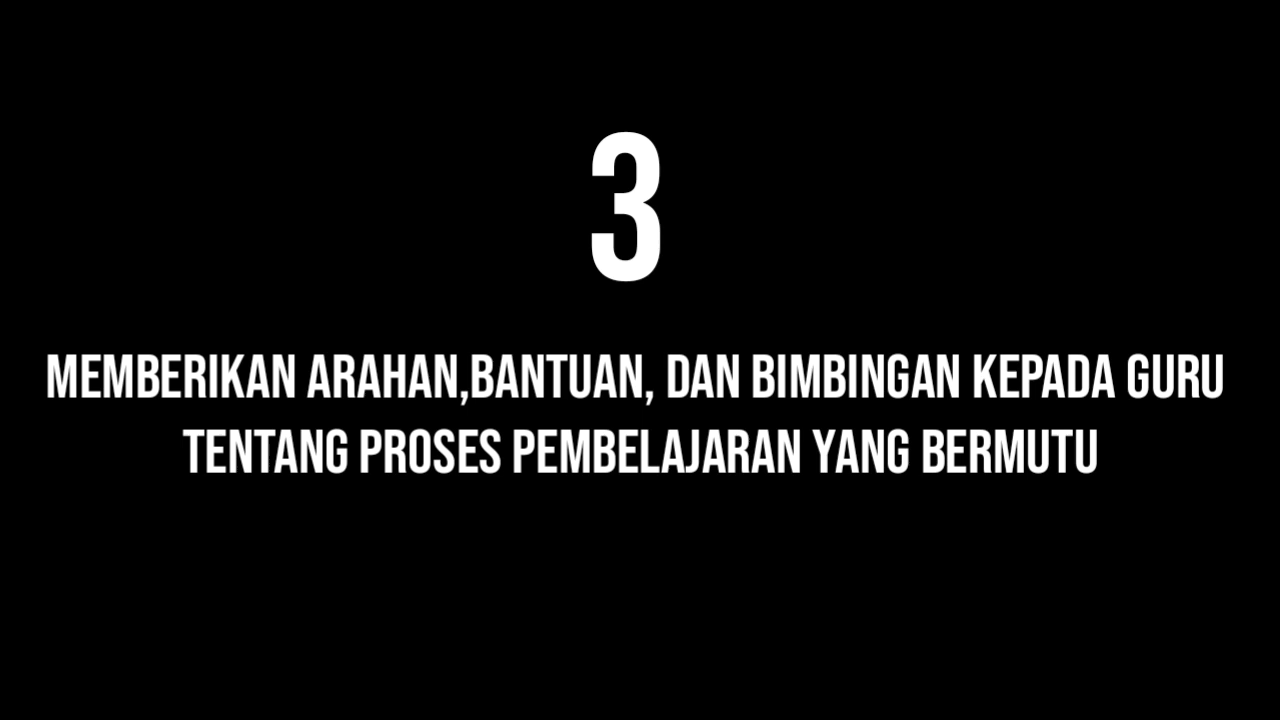 3
MEMBERIKAN ARAHAN,BANTUAN, DAN BIMBINGAN KEPADA GURU
TENTANG PROSES PEMBELAJARAN YANG BERMUTU